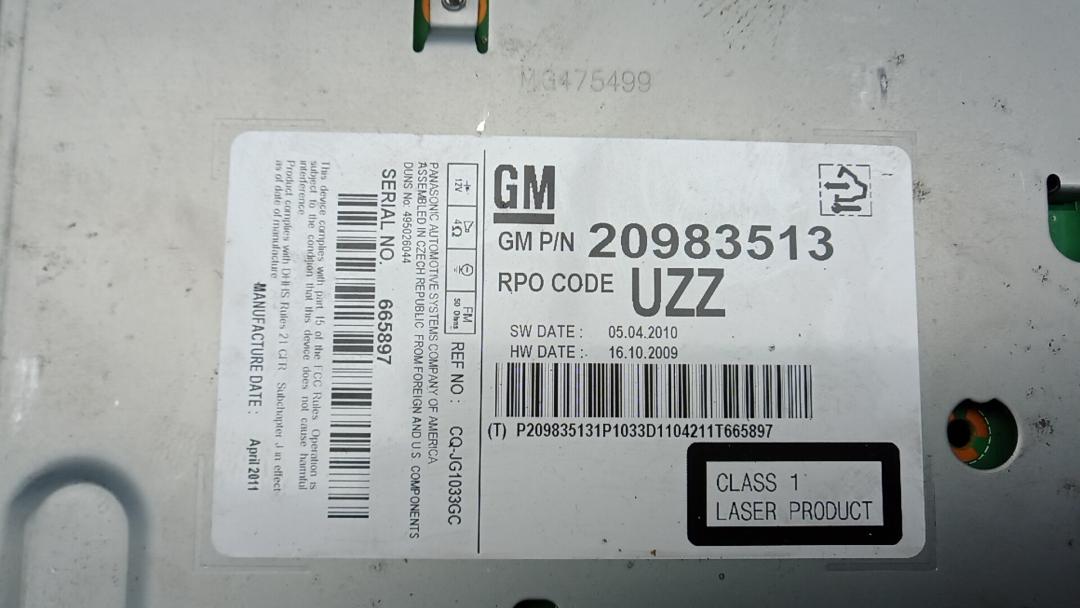 MG475499
GM
GM P/N 20983513
RPO CODE UZZ
SW DATE : 05.04.2010
HW DATE : 16.10.2009
(T) P209835131P1033D1104211T665897
CLASS 1
LASER PRODUCT
12V 4Ω FM 50 Ohms REF NO : CQ-JG1033GC
PANASONIC AUTOMOTIVE SYSTEMS COMPANY OF AMERICA
ASSEMBLED IN CZECH REPUBLIC FROM FOREIGN AND U S COMPONENTS
DUNS No: 495026044
SERIAL NO. 665897
This device complies with part 15 of the FCC Rules Operation is
subject to the condition that this device does not cause harmful
interference.
Product complies with DHHS Rules 21 CFR Subchapter J in effect
as of date of manufacture
MANUFACTURE DATE : April 2011